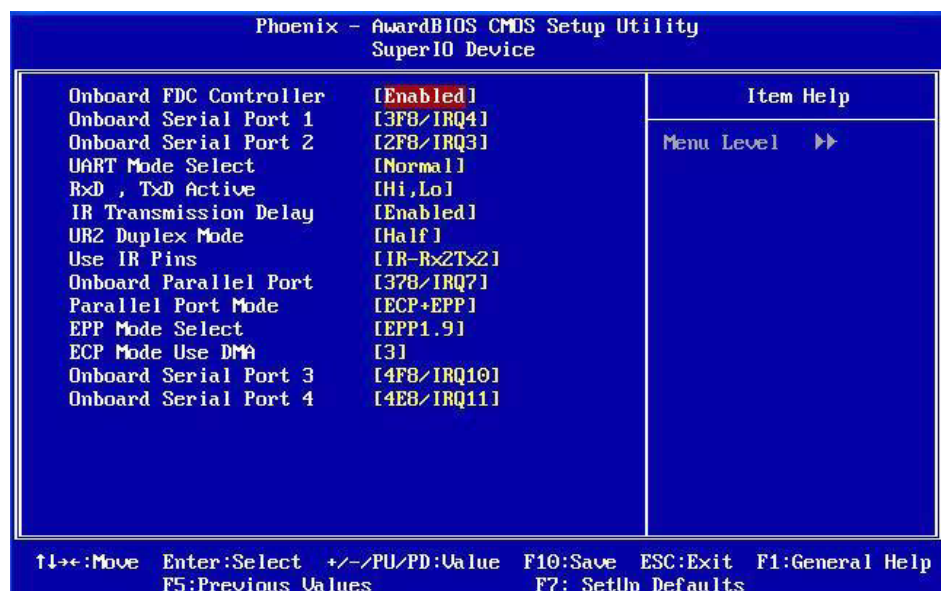 Phoenix - AwardBIOS CMOS Setup Utility
SuperIO Device
Onboard FDC Controller [Enabled]
Onboard Serial Port 1 [3F8/IRQ4]
Onboard Serial Port 2 [2F8/IRQ3]
UART Mode Select [Normal]
RxD , TxD Active [Hi,Lo]
IR Transmission Delay [Enabled]
UR2 Duplex Mode [Half]
Use IR Pins [IR-Rx2Tx2]
Onboard Parallel Port [378/IRQ7]
Parallel Port Mode [ECP+EPP]
EPP Mode Select [EPP1.9]
ECP Mode Use DMA [3]
Onboard Serial Port 3 [4F8/IRQ10]
Onboard Serial Port 4 [4E8/IRQ11]
Item Help
Menu Level ▶▶
↑↓→←:Move Enter:Select +/-/PU/PD:Value F10:Save ESC:Exit F1:General Help
F5:Previous Values F7: SetUp Defaults